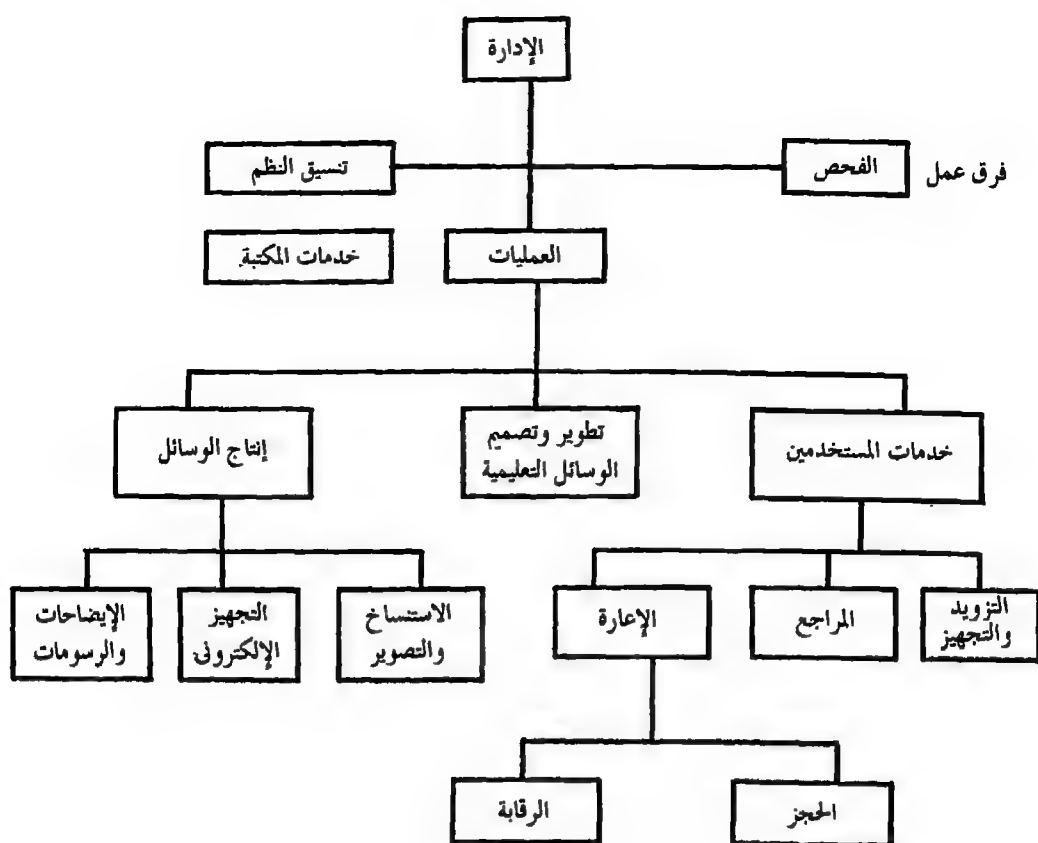 الإدارة
فرق عمل
الفحص
تنسيق النظم
العمليات
خدمات المكتبة
خدمات المستخدمين
تطوير وتصميم
الوسائل التعليمية
إنتاج الوسائل
التزويد
والتجهيز
المراجع
الإعارة
الاستنساخ
والتصوير
التجهيز
الإلكترونى
الإيضاحات
والرسومات
الحجز
الرقابة